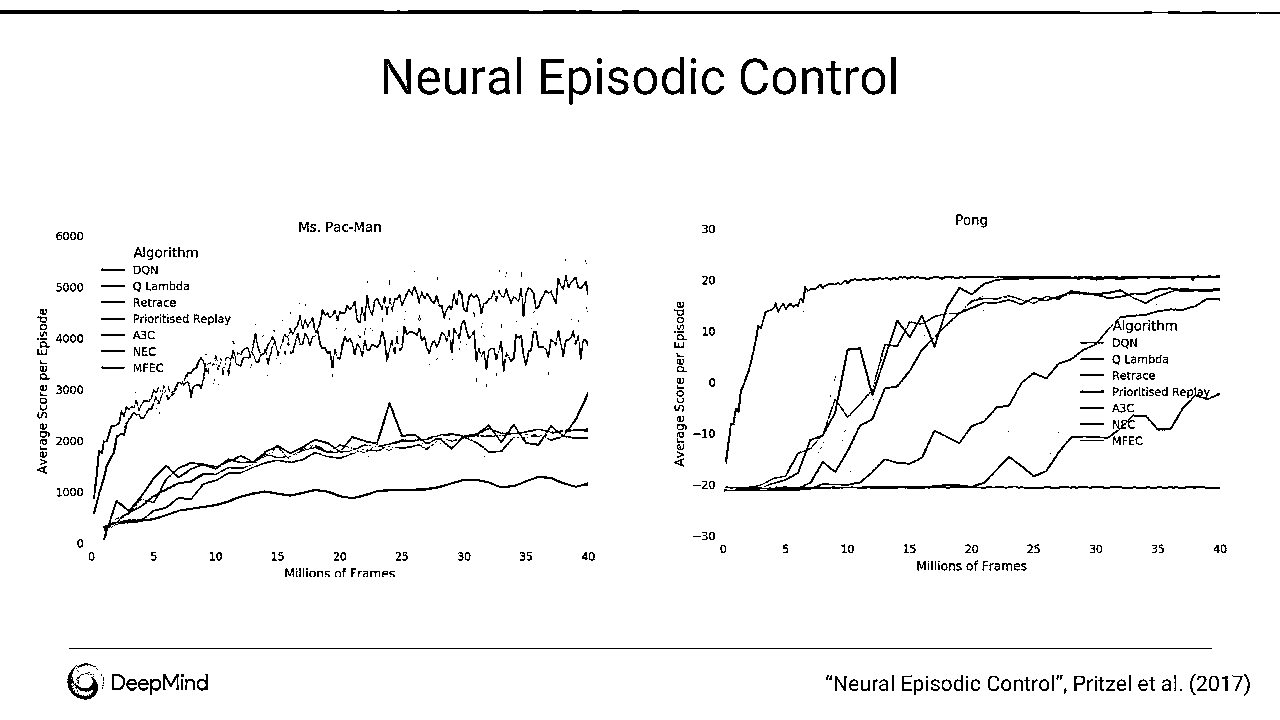 Neural Episodic Control
Ms. Pac-Man
6000
5000
4000
3000
2000
1000
0
Average Score per Episode
Algorithm
DQN
Q Lambda
Retrace
Prioritised Replay
A3C
NEC
MFEC
0 5 10 15 20 25 30 35 40
Millions of Frames
Pong
30
20
10
0
−10
−20
−30
Average Score per Episode
Algorithm
DQN
Q Lambda
Retrace
Prioritised Replay
A3C
NEC
MFEC
0 5 10 15 20 25 30 35 40
Millions of Frames
DeepMind
“Neural Episodic Control”, Pritzel et al. (2017)